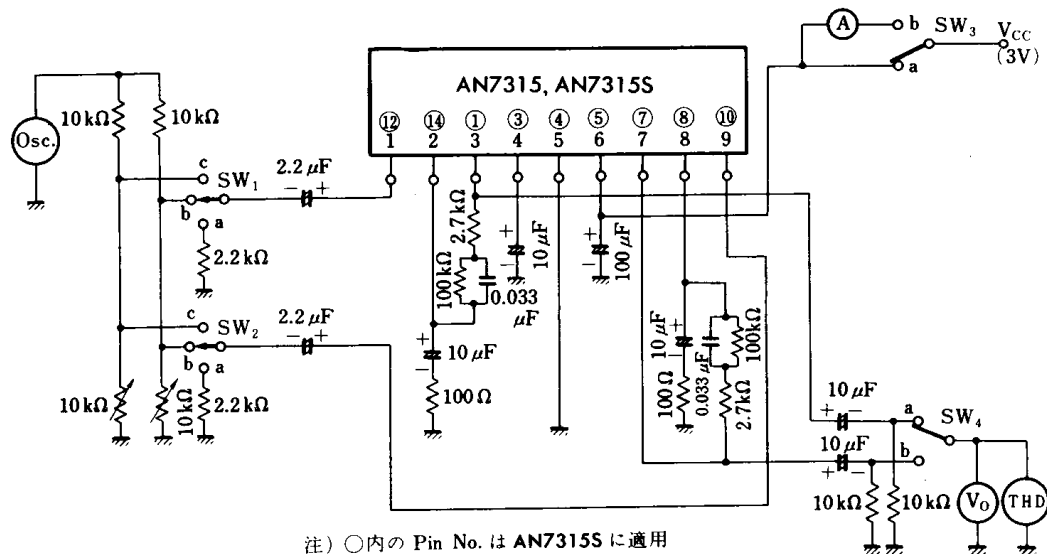 A
b
SW₃
V_CC
(3V)
a
AN7315, AN7315S
⑫ ⑭ ① ③ ④ ⑤ ⑦ ⑧ ⑩
1 2 3 4 5 6 7 8 9
Osc.
10kΩ
10kΩ
c
SW₁
b
a
2.2kΩ
2.2μF
- +
c
SW₂
b
a
2.2kΩ
2.2μF
- +
10kΩ
10kΩ
2.7kΩ
100kΩ
0.033
μF
+
-
10μF
100Ω
+
-
10μF
+
-
100μF
+
-
10μF
100Ω
0.033μF
100kΩ
2.7kΩ
10μF
+ -
a
SW₄
10μF
+ -
b
10kΩ
10kΩ
V₀
THD
注) ○内の Pin No. は AN7315S に適用